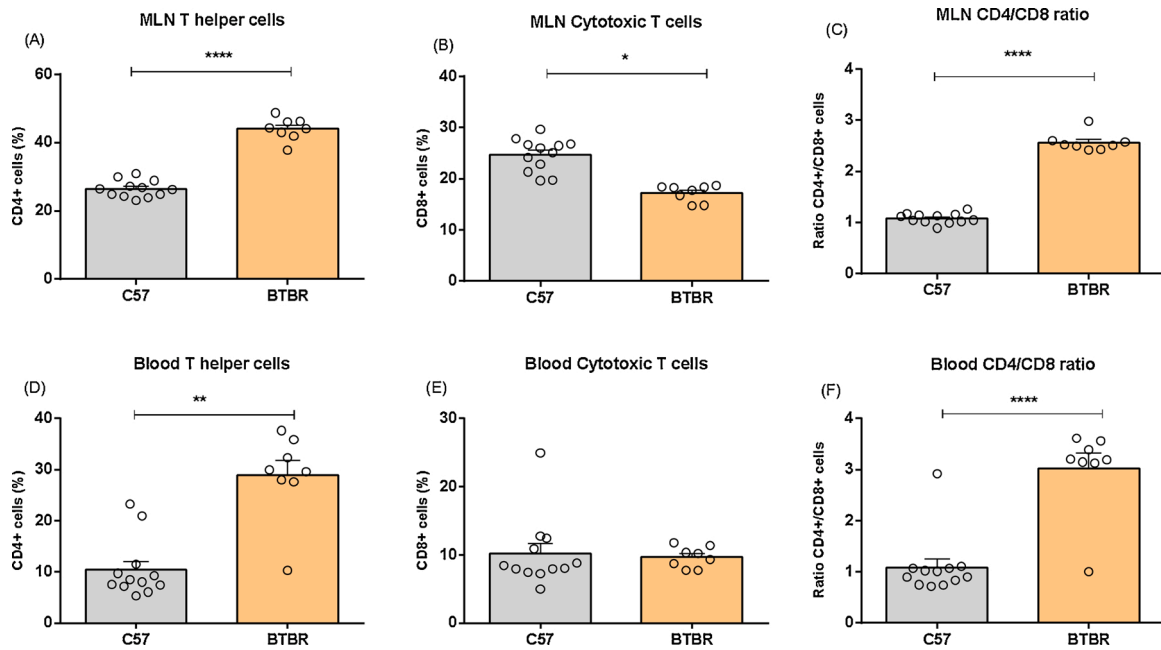 MLN T helper cells
(A)
****
CD4+ cells (%)
60
40
20
0
C57
BTBR
MLN Cytotoxic T cells
(B)
*
CD8+ cells (%)
40
30
20
10
0
C57
BTBR
MLN CD4/CD8 ratio
(C)
****
Ratio CD4+/CD8+ cells
4
3
2
1
0
C57
BTBR
Blood T helper cells
(D)
**
CD4+ cells (%)
40
30
20
10
0
C57
BTBR
Blood Cytotoxic T cells
(E)
CD8+ cells (%)
30
20
10
0
C57
BTBR
Blood CD4/CD8 ratio
(F)
****
Ratio CD4+/CD8+ cells
4
3
2
1
0
C57
BTBR